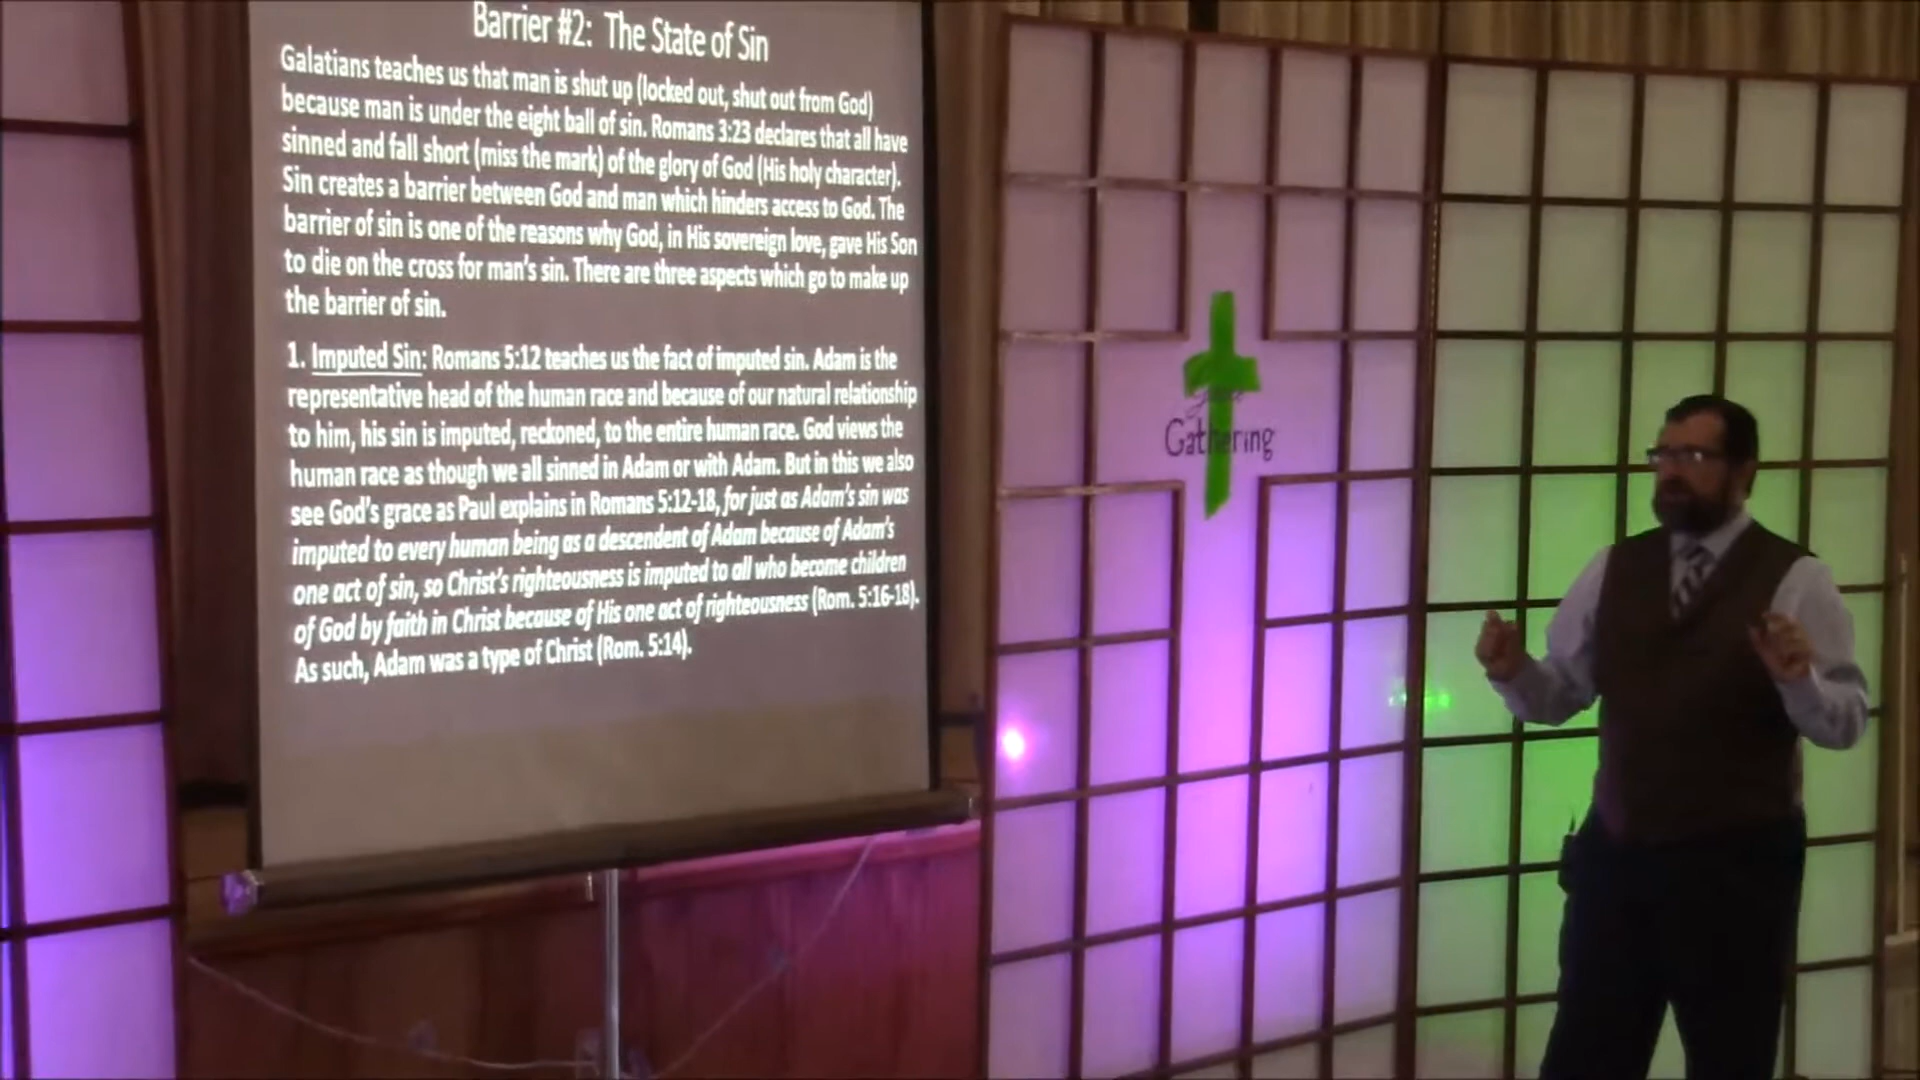 Barrier #2: The State of Sin
Galatians teaches us that man is shut up (locked out, shut out from God)
because man is under the eight ball of sin. Romans 3:23 declares that all have
sinned and fall short (miss the mark) of the glory of God (His holy character).
Sin creates a barrier between God and man which hinders access to God. The
barrier of sin is one of the reasons why God, in His sovereign love, gave His Son
to die on the cross for man's sin. There are three aspects which go to make up
the barrier of sin.
1. Imputed Sin: Romans 5:12 teaches us the fact of imputed sin. Adam is the
representative head of the human race and because of our natural relationship
to him, his sin is imputed, reckoned, to the entire human race. God views the
human race as though we all sinned in Adam or with Adam. But in this we also
see God's grace as Paul explains in Romans 5:12-18, for just as Adam's sin was
imputed to every human being as a descendent of Adam because of Adam's
one act of sin, so Christ's righteousness is imputed to all who become children
of God by faith in Christ because of His one act of righteousness (Rom. 5:16-18).
As such, Adam was a type of Christ (Rom. 5:14).
Gathering